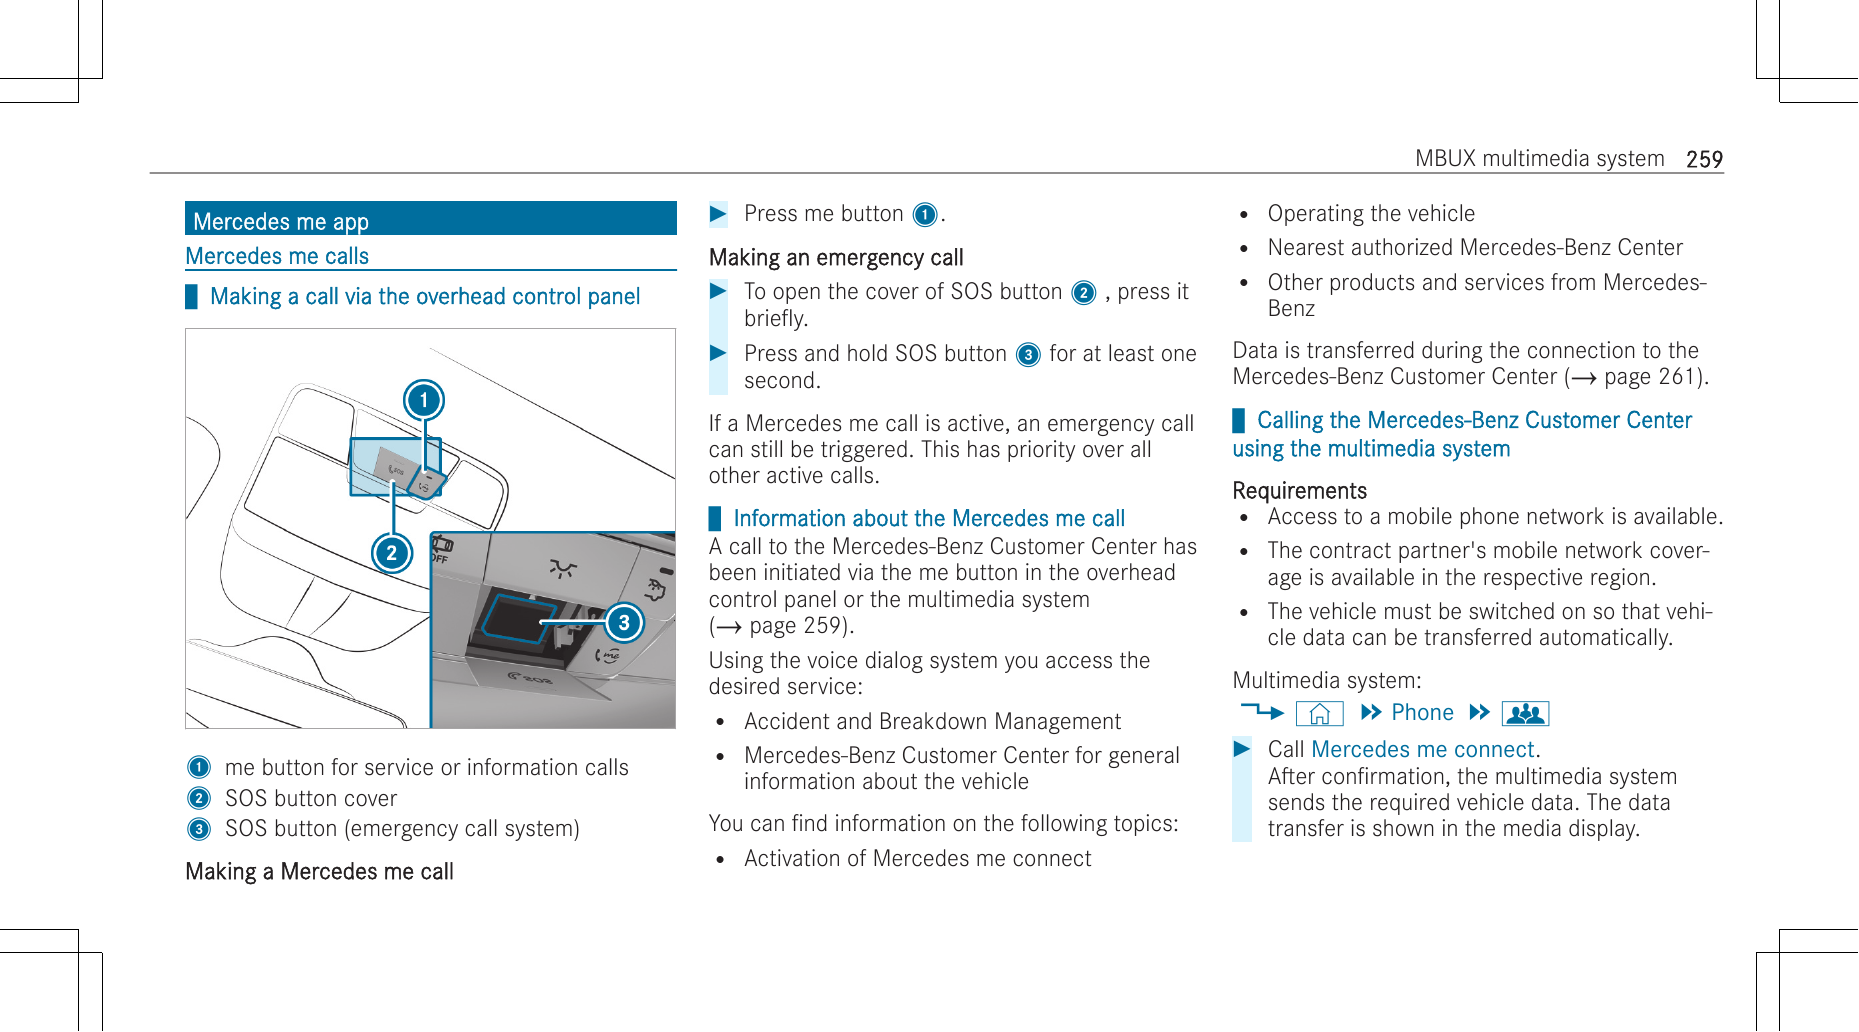 MBUX multimedia system 259
Mercedes me app
Mercedes me calls
Making a call via the overhead control panel
1
2
3
SOS
OFF
me
SOS
1 me button for service or information calls
2 SOS button cover
3 SOS button (emergency call system)
Making a Mercedes me call
Press me button 1.
Making an emergency call
To open the cover of SOS button 2 , press it
briefly.
Press and hold SOS button 3 for at least one
second.
If a Mercedes me call is active, an emergency call
can still be triggered. This has priority over all
other active calls.
Information about the Mercedes me call
A call to the Mercedes-Benz Customer Center has
been initiated via the me button in the overhead
control panel or the multimedia system
(→ page 259).
Using the voice dialog system you access the
desired service:
• Accident and Breakdown Management
• Mercedes-Benz Customer Center for general
information about the vehicle
You can find information on the following topics:
• Activation of Mercedes me connect
• Operating the vehicle
• Nearest authorized Mercedes-Benz Center
• Other products and services from Mercedes-
Benz
Data is transferred during the connection to the
Mercedes-Benz Customer Center (→ page 261).
Calling the Mercedes-Benz Customer Center
using the multimedia system
Requirements
• Access to a mobile phone network is available.
• The contract partner's mobile network cover-
age is available in the respective region.
• The vehicle must be switched on so that vehi-
cle data can be transferred automatically.
Multimedia system:
Phone
Call Mercedes me connect.
After confirmation, the multimedia system
sends the required vehicle data. The data
transfer is shown in the media display.